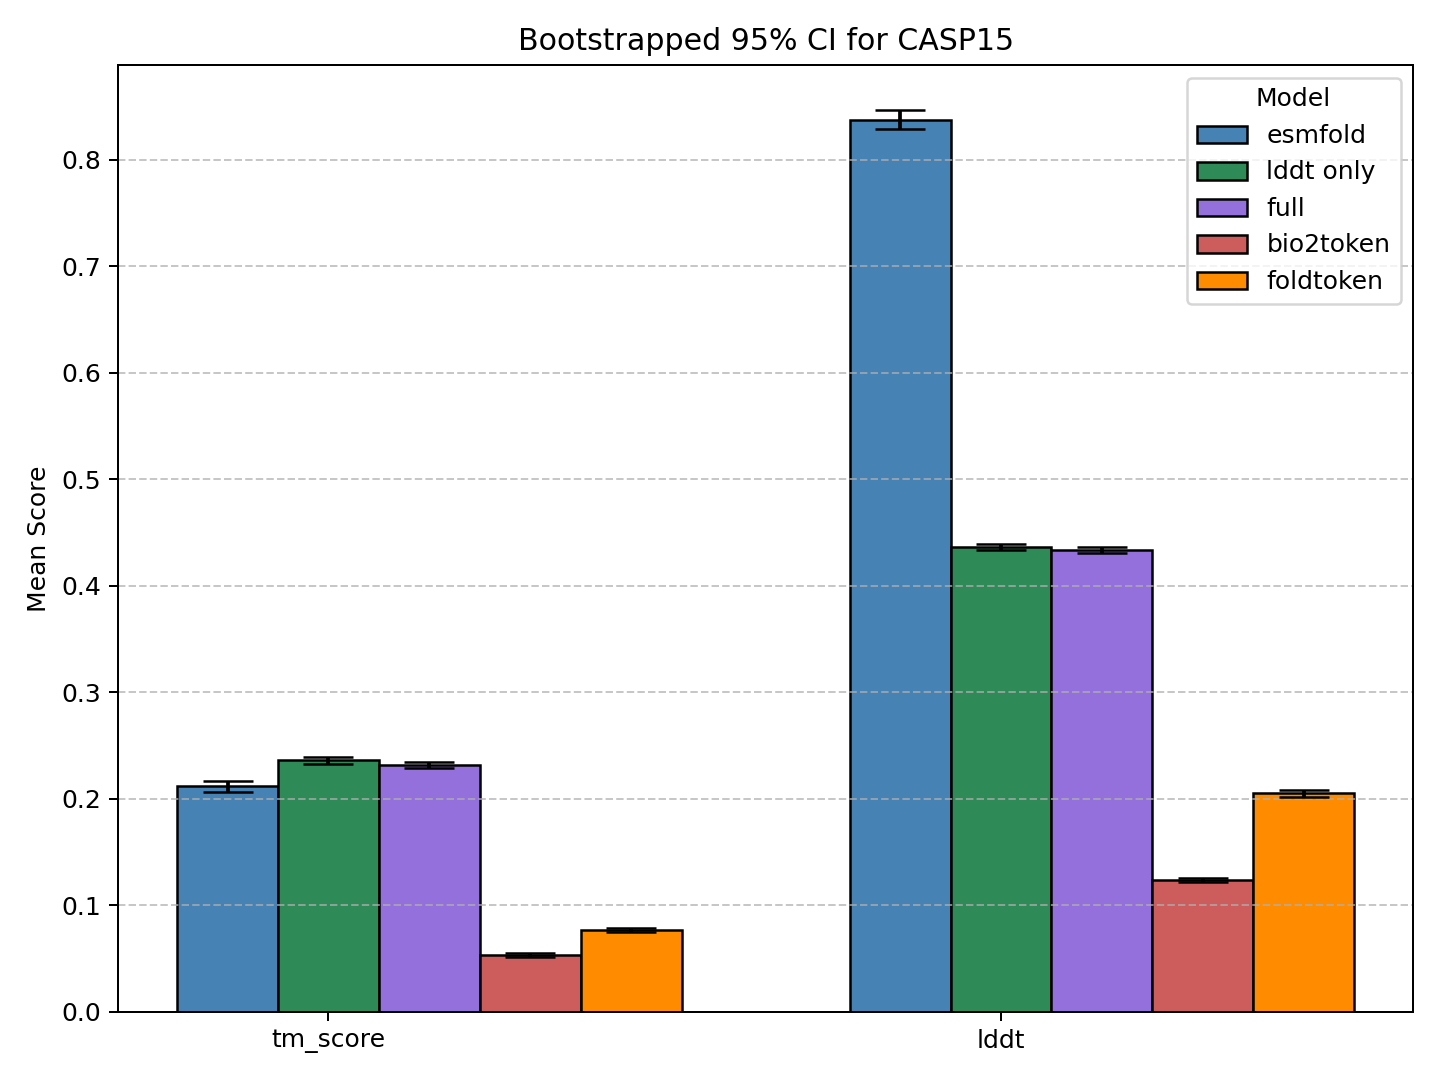 Bootstrapped 95% CI for CASP15
Mean Score
0.8
0.7
0.6
0.5
0.4
0.3
0.2
0.1
0.0
tm_score
lddt
Model
esmfold
lddt only
full
bio2token
foldtoken